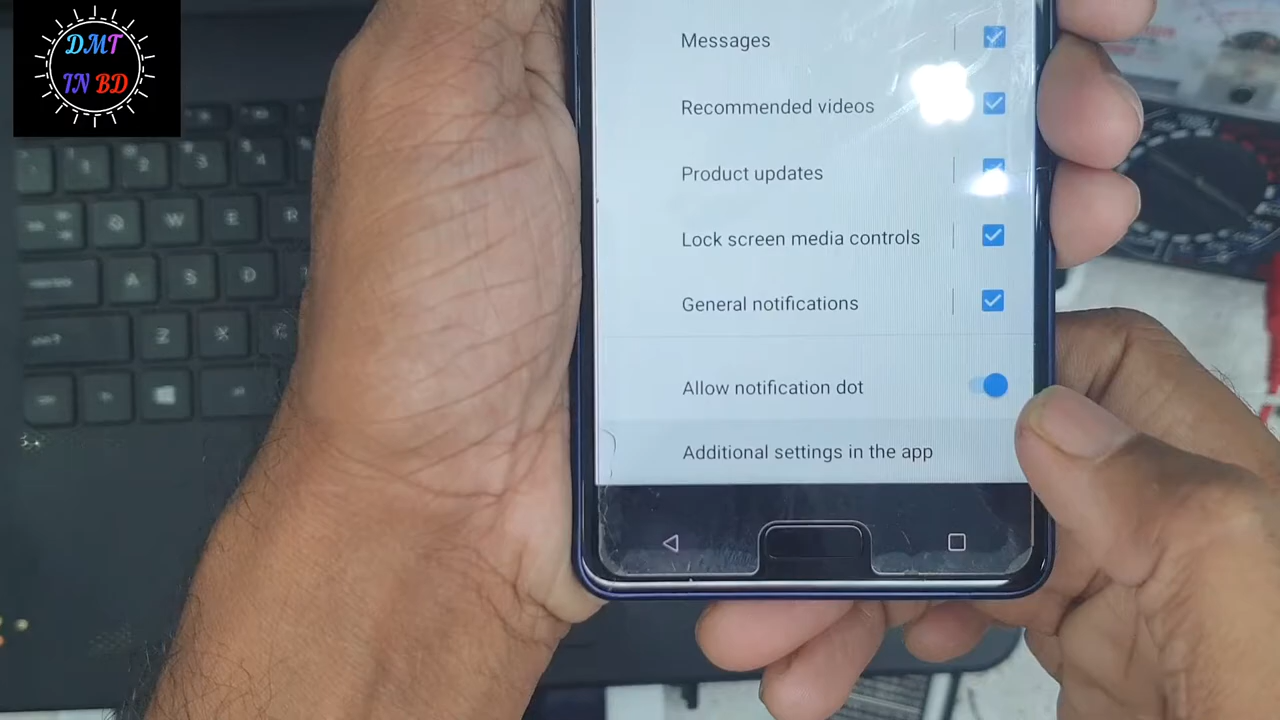 DMT
IN BD
Messages
Recommended videos
Product updates
Lock screen media controls
General notifications
Allow notification dot
Additional settings in the app
Q W E R
A S D
Z X C